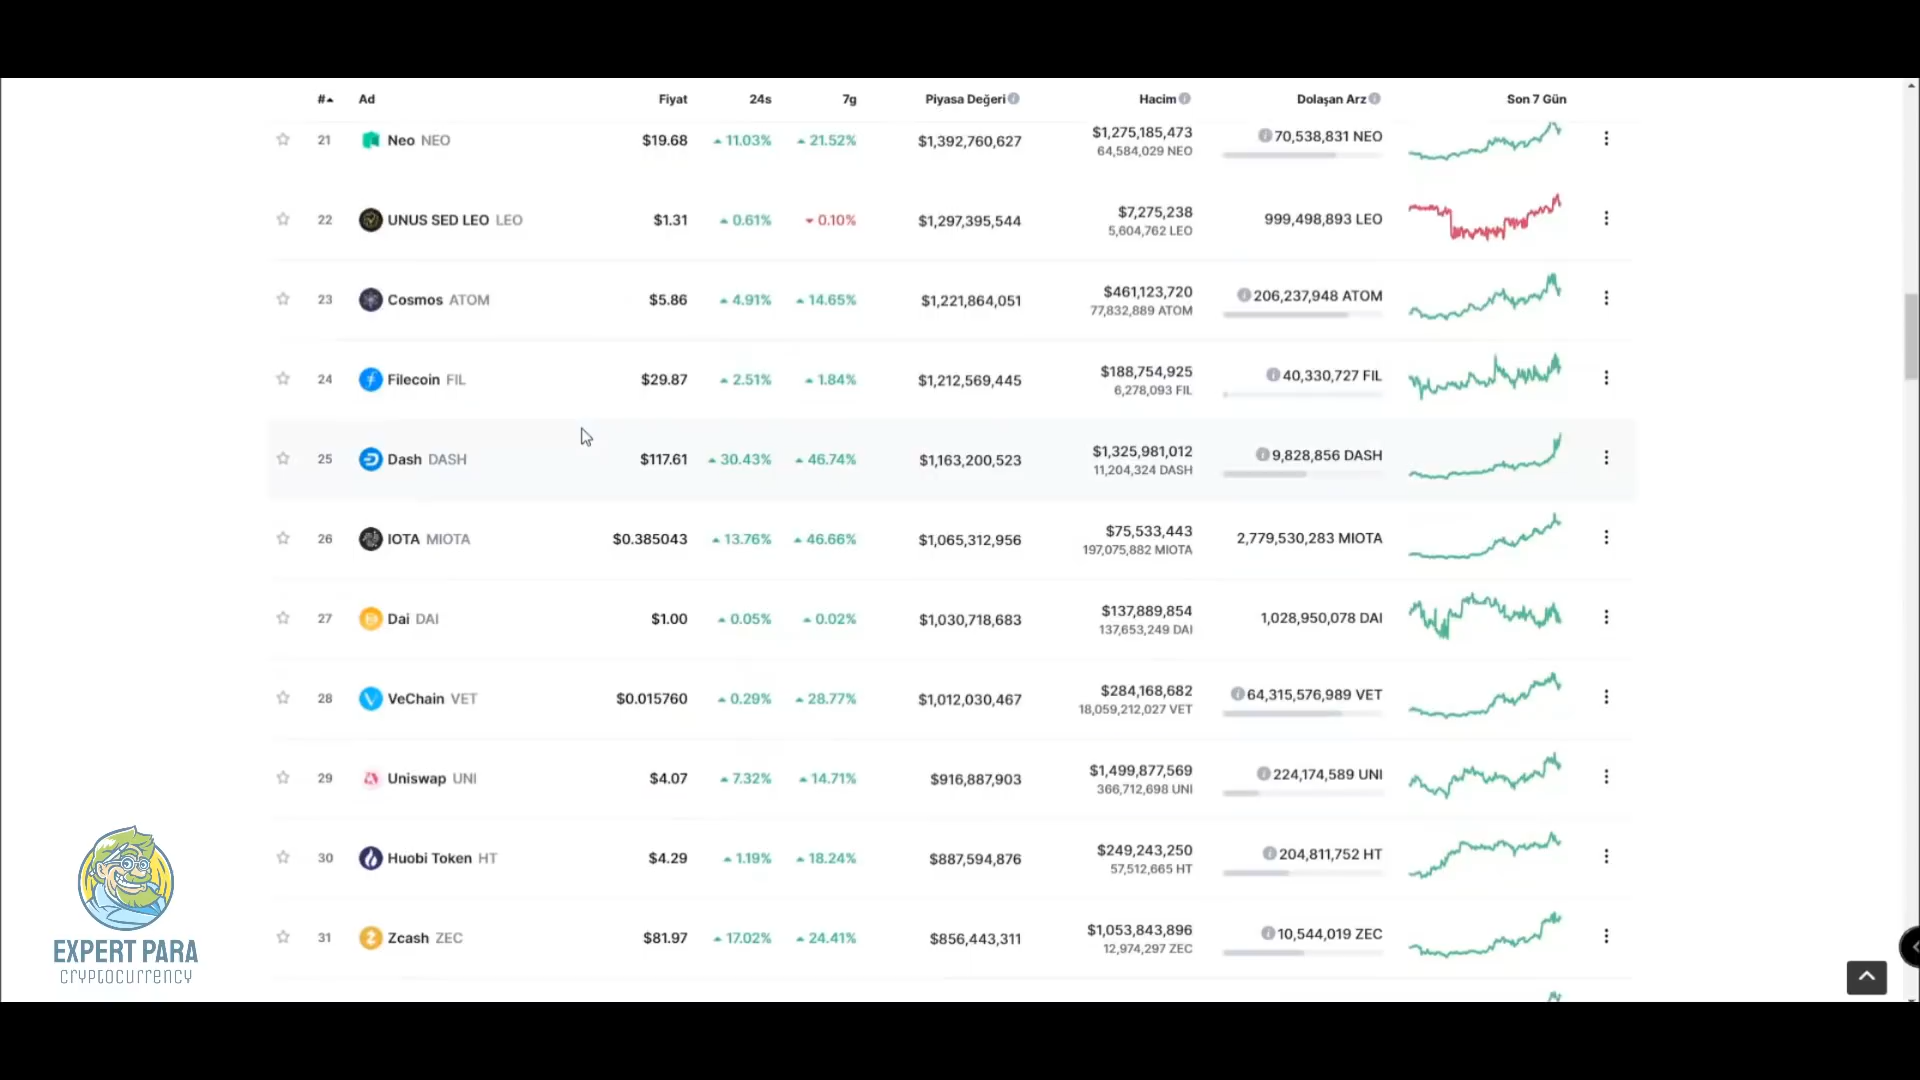 # Ad Fiyat 24s 7g Piyasa Değeri Hacim Dolaşan Arz Son 7 Gün
21 Neo NEO $19.68 11.03% 21.52% $1,392,760,627 $1,275,185,473 70,538,831 NEO
64,584,029 NEO
22 UNUS SED LEO LEO $1.31 0.61% 0.10% $1,297,395,544 $7,275,238 999,498,893 LEO
5,604,762 LEO
23 Cosmos ATOM $5.86 4.91% 14.65% $1,221,864,051 $461,123,720 206,237,948 ATOM
77,832,889 ATOM
24 Filecoin FIL $29.87 2.51% 1.84% $1,212,569,445 $188,754,925 40,330,727 FIL
6,278,093 FIL
25 Dash DASH $117.61 30.43% 46.74% $1,163,200,523 $1,325,981,012 9,828,856 DASH
11,204,324 DASH
26 IOTA MIOTA $0.385043 13.76% 46.66% $1,065,312,956 $75,533,443 2,779,530,283 MIOTA
197,075,882 MIOTA
27 Dai DAI $1.00 0.05% 0.02% $1,030,718,683 $137,889,854 1,028,950,078 DAI
137,653,249 DAI
28 VeChain VET $0.015760 0.29% 28.77% $1,012,030,467 $284,168,682 64,315,576,989 VET
18,059,212,027 VET
29 Uniswap UNI $4.07 7.32% 14.71% $916,887,903 $1,499,877,569 224,174,589 UNI
366,712,698 UNI
30 Huobi Token HT $4.29 1.19% 18.24% $887,594,876 $249,243,250 204,811,752 HT
57,512,665 HT
31 Zcash ZEC $81.97 17.02% 24.41% $856,443,311 $1,053,843,896 10,544,019 ZEC
12,974,297 ZEC
EXPERT PARA
CRYPTOCURRENCY